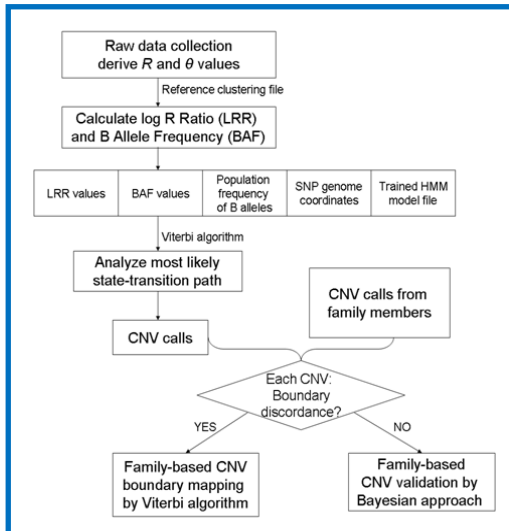 Raw data collection
derive R and θ values
Reference clustering file
Calculate log R Ratio (LRR)
and B Allele Frequency (BAF)
LRR values
BAF values
Population
frequency
of B alleles
SNP genome
coordinates
Trained HMM
model file
Viterbi algorithm
Analyze most likely
state-transition path
CNV calls from
family members
CNV calls
Each CNV:
Boundary
discordance?
YES
NO
Family-based CNV
boundary mapping
by Viterbi algorithm
Family-based
CNV validation by
Bayesian approach